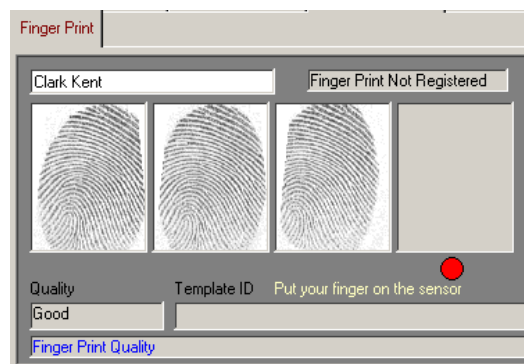 Finger Print
Clark Kent
Finger Print Not Registered
Quality
Template ID
Put your finger on the sensor
Good
Finger Print Quality